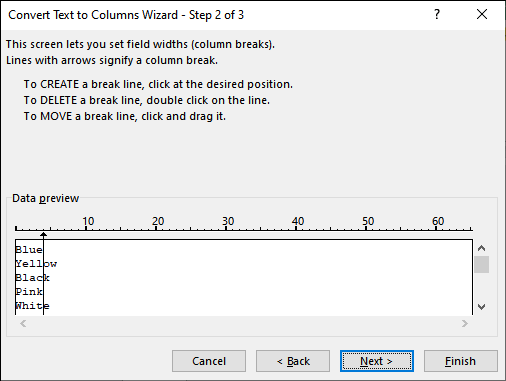 Convert Text to Columns Wizard - Step 2 of 3
This screen lets you set field widths (column breaks).
Lines with arrows signify a column break.
To CREATE a break line, click at the desired position.
To DELETE a break line, double click on the line.
To MOVE a break line, click and drag it.
Data preview
10 20 30 40 50 60
Blue
Yellow
Black
Pink
White
Cancel < Back Next > Finish